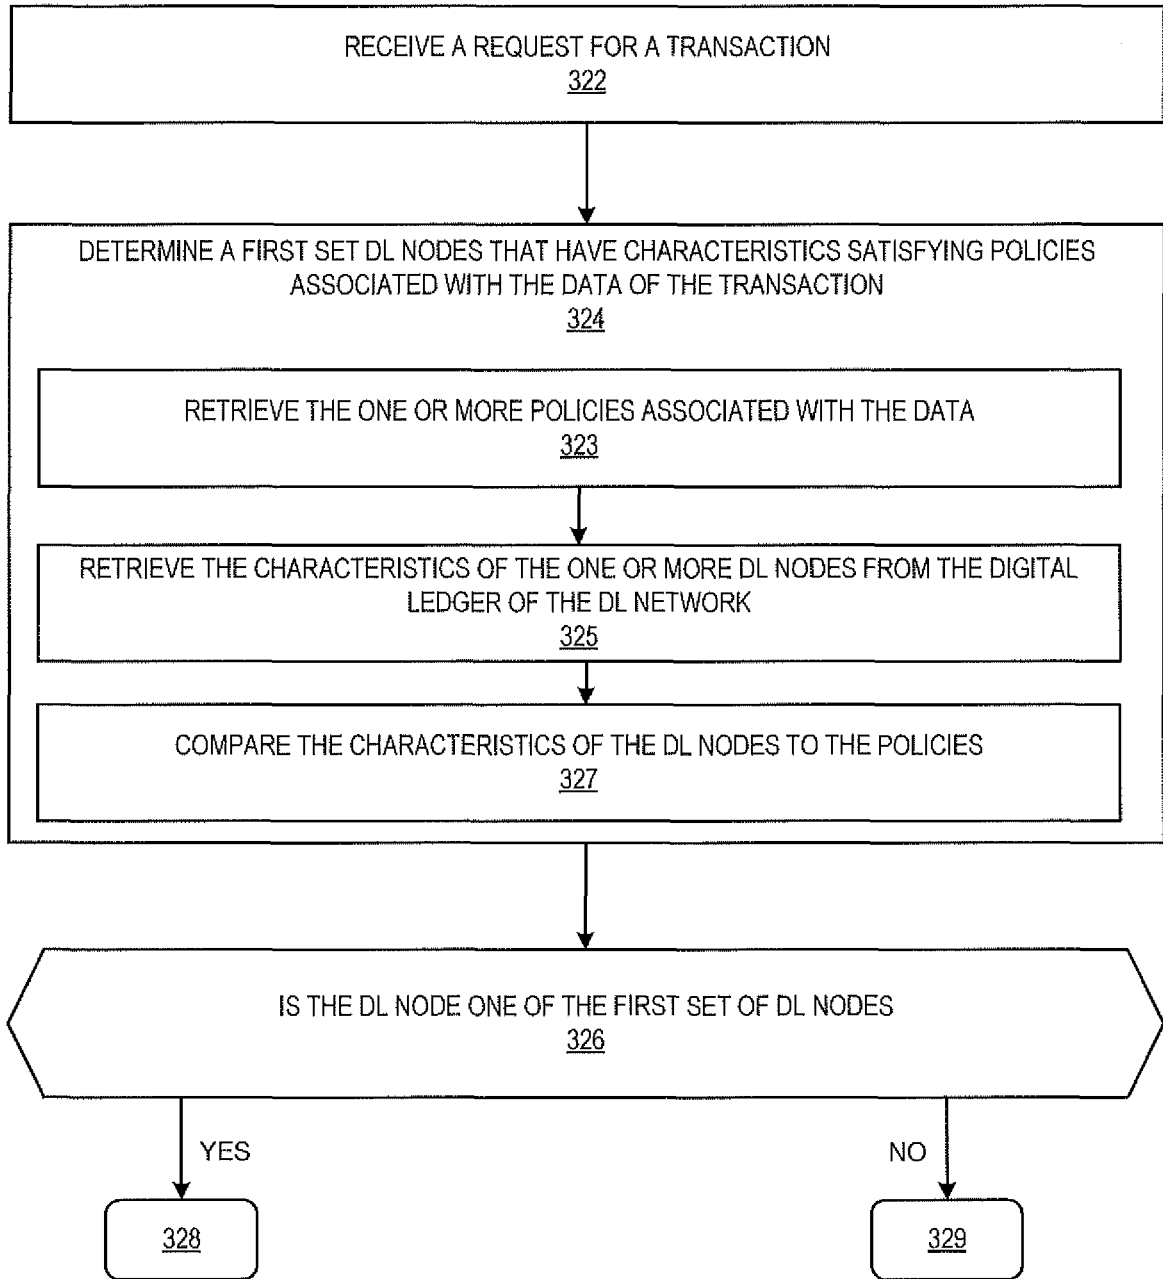 RECEIVE A REQUEST FOR A TRANSACTION
322
DETERMINE A FIRST SET DL NODES THAT HAVE CHARACTERISTICS SATISFYING POLICIES
ASSOCIATED WITH THE DATA OF THE TRANSACTION
324
RETRIEVE THE ONE OR MORE POLICIES ASSOCIATED WITH THE DATA
323
RETRIEVE THE CHARACTERISTICS OF THE ONE OR MORE DL NODES FROM THE DIGITAL
LEDGER OF THE DL NETWORK
325
COMPARE THE CHARACTERISTICS OF THE DL NODES TO THE POLICIES
327
IS THE DL NODE ONE OF THE FIRST SET OF DL NODES
326
YES
NO
328
329